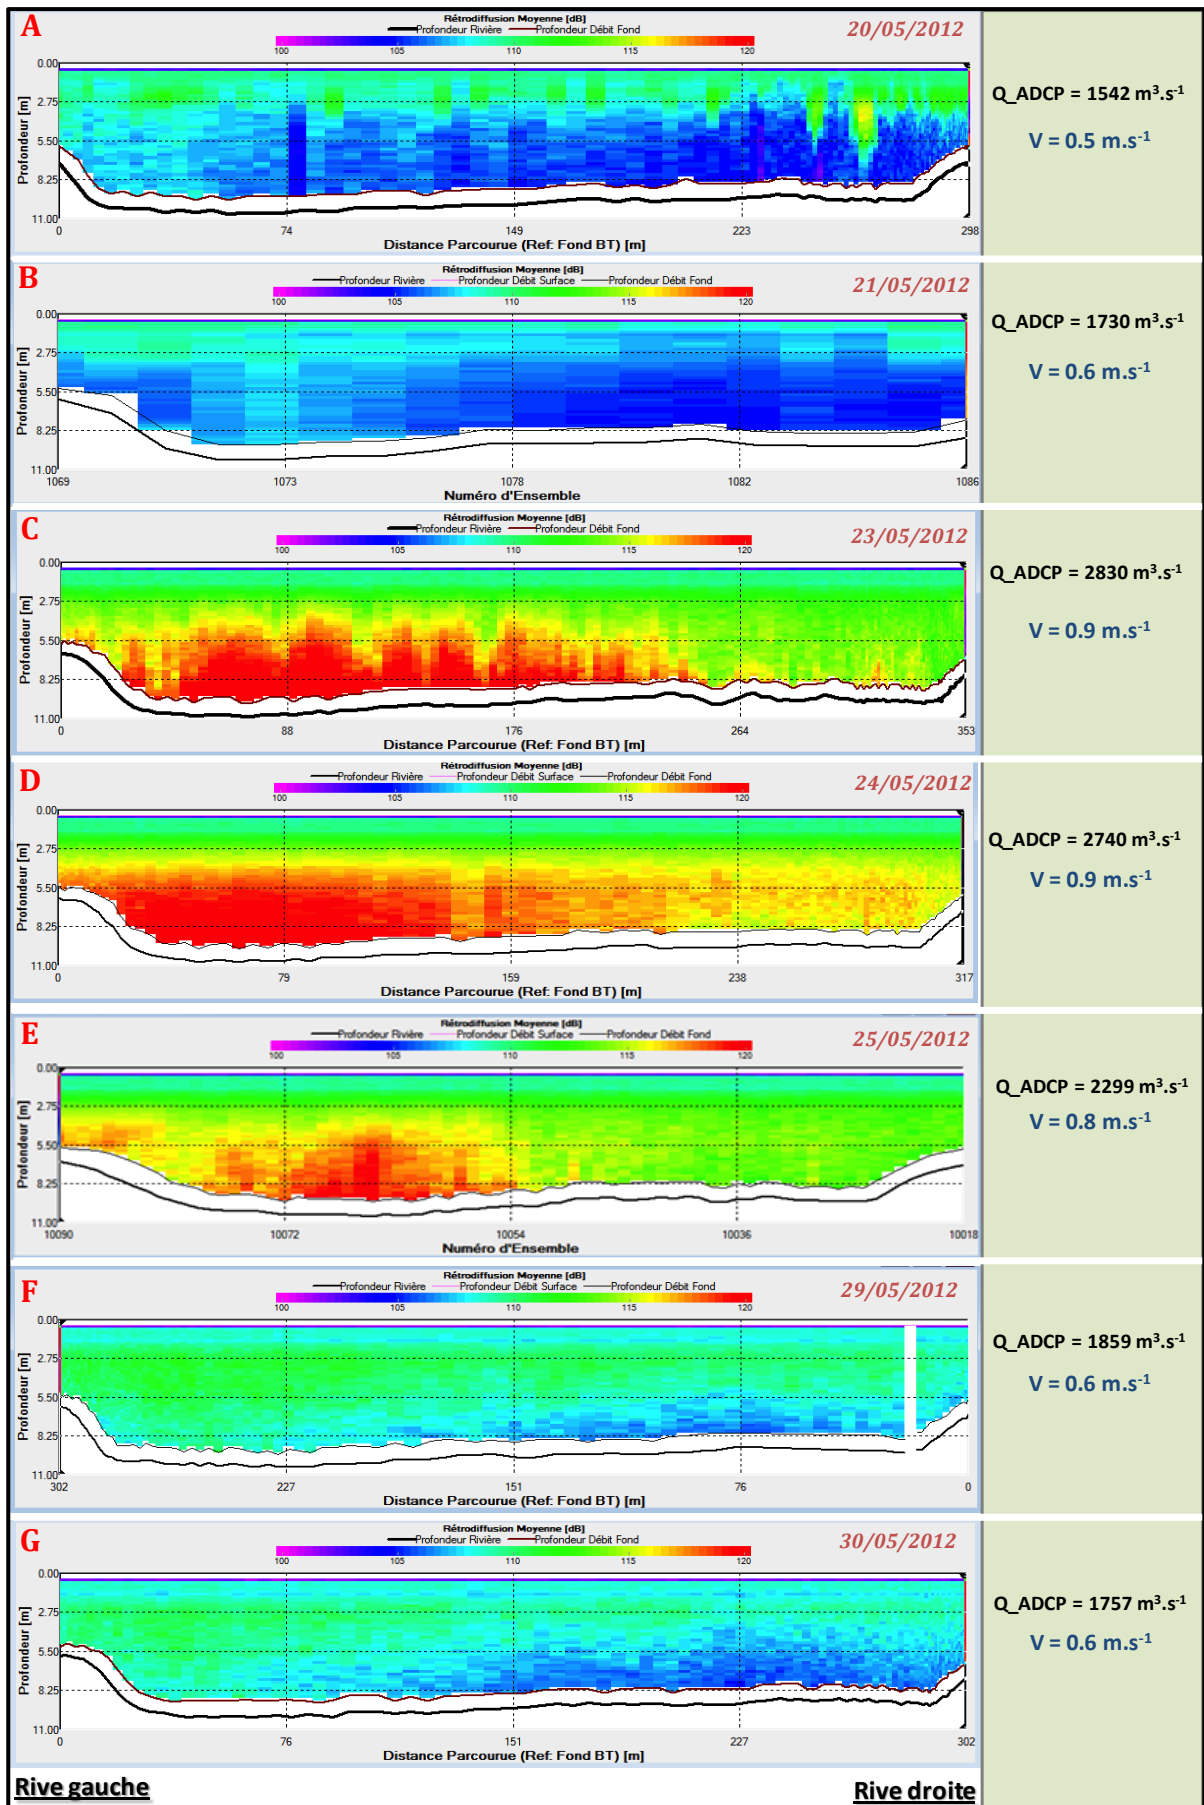 A
Rétrodiffusion Moyenne [dB]
Profondeur Rivière Profondeur Débit Fond
20/05/2012
100 105 110 115 120
Profondeur [m]
0.00
2.75
5.50
8.25
11.00
0 74 149 223 298
Distance Parcourue (Ref: Fond BT) [m]
Q_ADCP = 1542 m³.s⁻¹
V = 0.5 m.s⁻¹
B
Rétrodiffusion Moyenne [dB]
Profondeur Rivière Profondeur Débit Surface Profondeur Débit Fond
21/05/2012
100 105 110 115 120
Profondeur [m]
0.00
2.75
5.50
8.25
11.00
1069 1073 1078 1082 1086
Numéro d'Ensemble
Q_ADCP = 1730 m³.s⁻¹
V = 0.6 m.s⁻¹
C
Rétrodiffusion Moyenne [dB]
Profondeur Rivière Profondeur Débit Fond
23/05/2012
100 105 110 115 120
Profondeur [m]
0.00
2.75
5.50
8.25
11.00
0 88 176 264 353
Distance Parcourue (Ref: Fond BT) [m]
Q_ADCP = 2830 m³.s⁻¹
V = 0.9 m.s⁻¹
D
Rétrodiffusion Moyenne [dB]
Profondeur Rivière Profondeur Débit Surface Profondeur Débit Fond
24/05/2012
100 105 110 115 120
Profondeur [m]
0.00
2.75
5.50
8.25
11.00
0 79 159 238 317
Distance Parcourue (Ref: Fond BT) [m]
Q_ADCP = 2740 m³.s⁻¹
V = 0.9 m.s⁻¹
E
Rétrodiffusion Moyenne [dB]
Profondeur Rivière Profondeur Débit Surface Profondeur Débit Fond
25/05/2012
100 105 110 115 120
Profondeur [m]
0.00
2.75
5.50
8.25
11.00
10090 10072 10054 10036 10018
Numéro d'Ensemble
Q_ADCP = 2299 m³.s⁻¹
V = 0.8 m.s⁻¹
F
Rétrodiffusion Moyenne [dB]
Profondeur Rivière Profondeur Débit Surface Profondeur Débit Fond
29/05/2012
100 105 110 115 120
Profondeur [m]
0.00
2.75
5.50
8.25
11.00
302 227 151 76 0
Distance Parcourue (Ref: Fond BT) [m]
Q_ADCP = 1859 m³.s⁻¹
V = 0.6 m.s⁻¹
G
Rétrodiffusion Moyenne [dB]
Profondeur Rivière Profondeur Débit Fond
30/05/2012
100 105 110 115 120
Profondeur [m]
0.00
2.75
5.50
8.25
11.00
0 76 151 227 302
Distance Parcourue (Ref: Fond BT) [m]
Q_ADCP = 1757 m³.s⁻¹
V = 0.6 m.s⁻¹
Rive gauche Rive droite